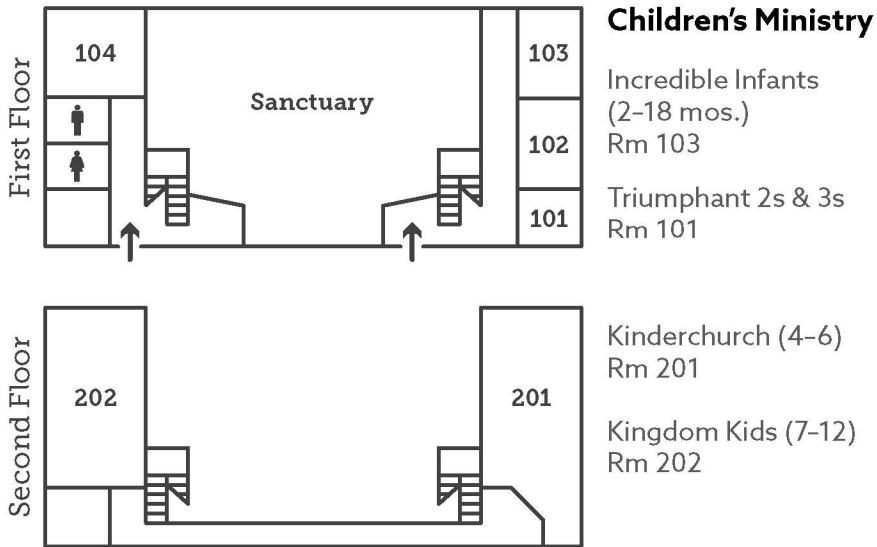 Children's Ministry
First Floor
104
Sanctuary
103
102
101
Incredible Infants
(2–18 mos.)
Rm 103
Triumphant 2s & 3s
Rm 101
Second Floor
202
201
Kinderchurch (4–6)
Rm 201
Kingdom Kids (7–12)
Rm 202